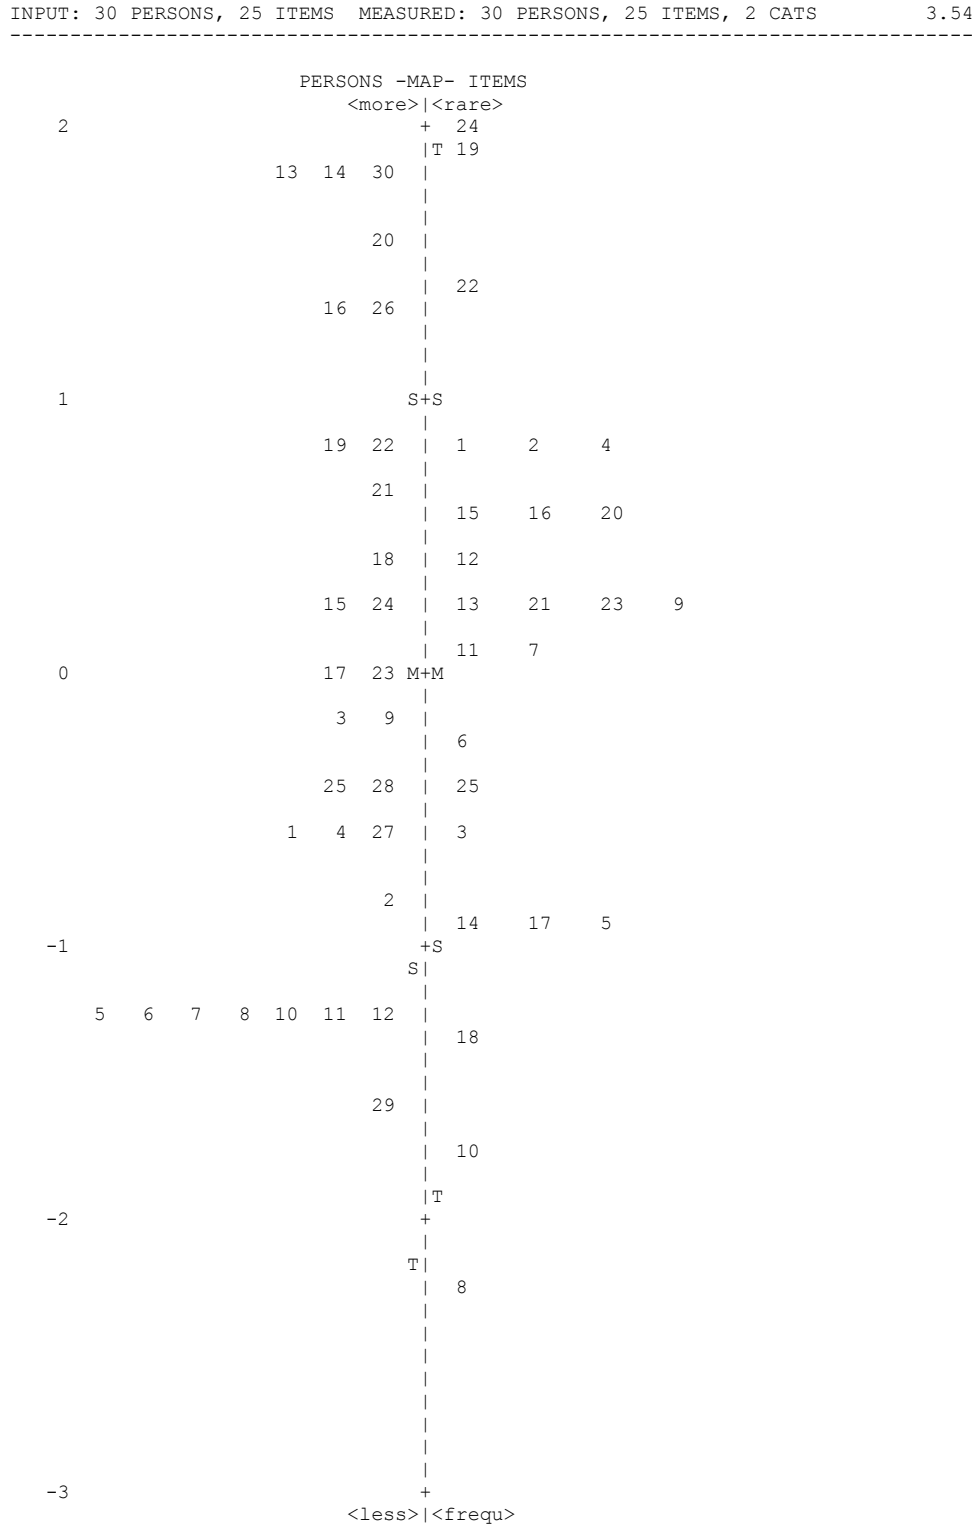 INPUT: 30 PERSONS, 25 ITEMS  MEASURED: 30 PERSONS, 25 ITEMS, 2 CATS         3.54
--------------------------------------------------------------------------------
PERSONS -MAP- ITEMS
<more>|<rare>
2 + 24
|T 19
13 14 30 |
|
|
20 |
|
| 22
16 26 |
|
|
|
1 S+S
|
19 22 | 1 2 4
|
21 |
| 15 16 20
|
18 | 12
|
15 24 | 13 21 23 9
|
| 11 7
0 17 23 M+M
|
3 9 |
| 6
|
25 28 | 25
|
1 4 27 | 3
|
|
2 |
| 14 17 5
-1 +S
S|
|
5 6 7 8 10 11 12 |
| 18
|
|
29 |
|
| 10
|
|T
-2 +
|
T|
| 8
|
|
|
|
|
|
|
|
-3 +
<less>|<frequ>